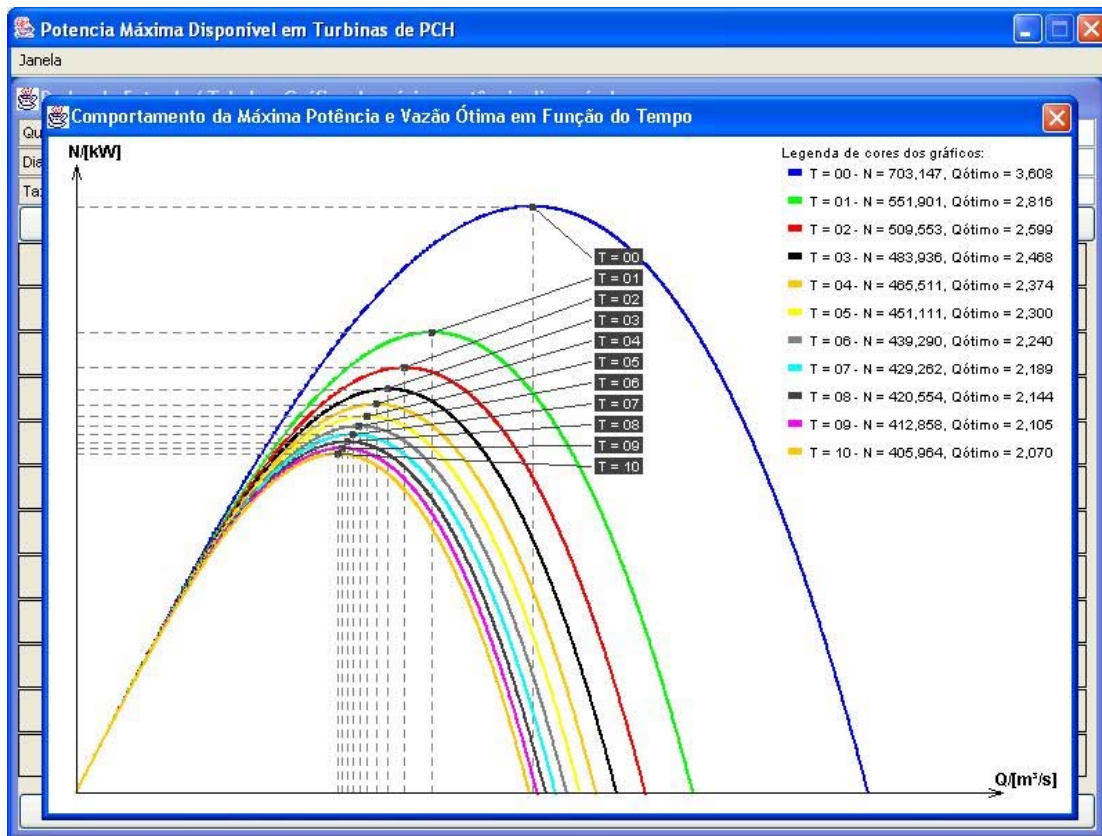 Potencia Máxima Disponível em Turbinas de PCH
Janela
Qu
Dia
Ta
Comportamento da Máxima Potência e Vazão Ótima em Função do Tempo
N/[kW]
Legenda de cores dos gráficos:
T = 00 - N = 703,147, Qótimo = 3,608
T = 01 - N = 551,901, Qótimo = 2,816
T = 02 - N = 509,553, Qótimo = 2,599
T = 03 - N = 483,936, Qótimo = 2,468
T = 04 - N = 465,511, Qótimo = 2,374
T = 05 - N = 451,111, Qótimo = 2,300
T = 06 - N = 439,290, Qótimo = 2,240
T = 07 - N = 429,262, Qótimo = 2,189
T = 08 - N = 420,554, Qótimo = 2,144
T = 09 - N = 412,858, Qótimo = 2,105
T = 10 - N = 405,964, Qótimo = 2,070
T = 00
T = 01
T = 02
T = 03
T = 04
T = 05
T = 06
T = 07
T = 08
T = 09
T = 10
Q/[m³/s]